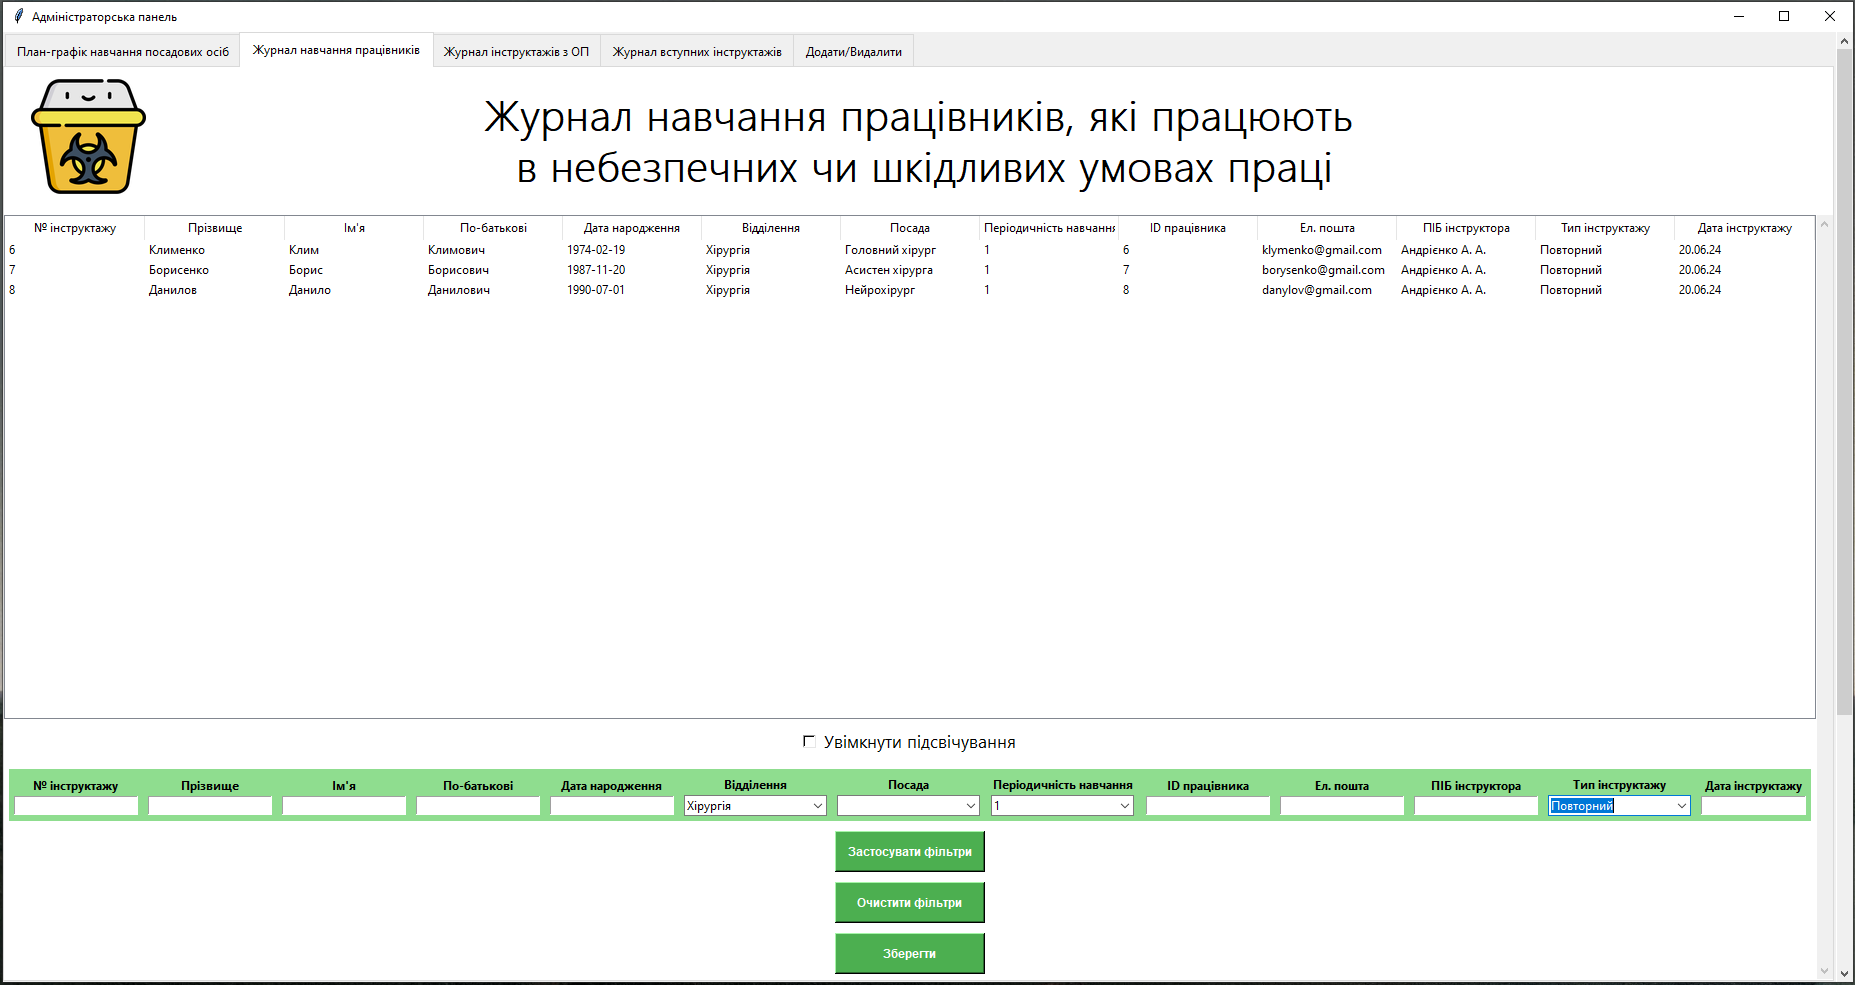 Адміністраторська панель
План-графік навчання посадових осіб Журнал навчання працівників Журнал інструктажів з ОП Журнал вступних інструктажів Додати/Видалити
Журнал навчання працівників, які працюють
в небезпечних чи шкідливих умовах праці
№ інструктажу Прізвище Ім'я По-батькові Дата народження Відділення Посада Періодичність навчання ID працівника Ел. пошта ПІБ інструктора Тип інструктажу Дата інструктажу
6 Клименко Клим Климович 1974-02-19 Хірургія Головний хірург 1 6 klymenko@gmail.com Андрієнко А. А. Повторний 20.06.24
7 Борисенко Борис Борисович 1987-11-20 Хірургія Асистен хірурга 1 7 borysenko@gmail.com Андрієнко А. А. Повторний 20.06.24
8 Данилов Данило Данилович 1990-07-01 Хірургія Нейрохірург 1 8 danylov@gmail.com Андрієнко А. А. Повторний 20.06.24
Увімкнути підсвічування
№ інструктажу Прізвище Ім'я По-батькові Дата народження Відділення Посада Періодичність навчання ID працівника Ел. пошта ПІБ інструктора Тип інструктажу Дата інструктажу
Хірургія 1 Повторний
Застосувати фільтри
Очистити фільтри
Зберегти